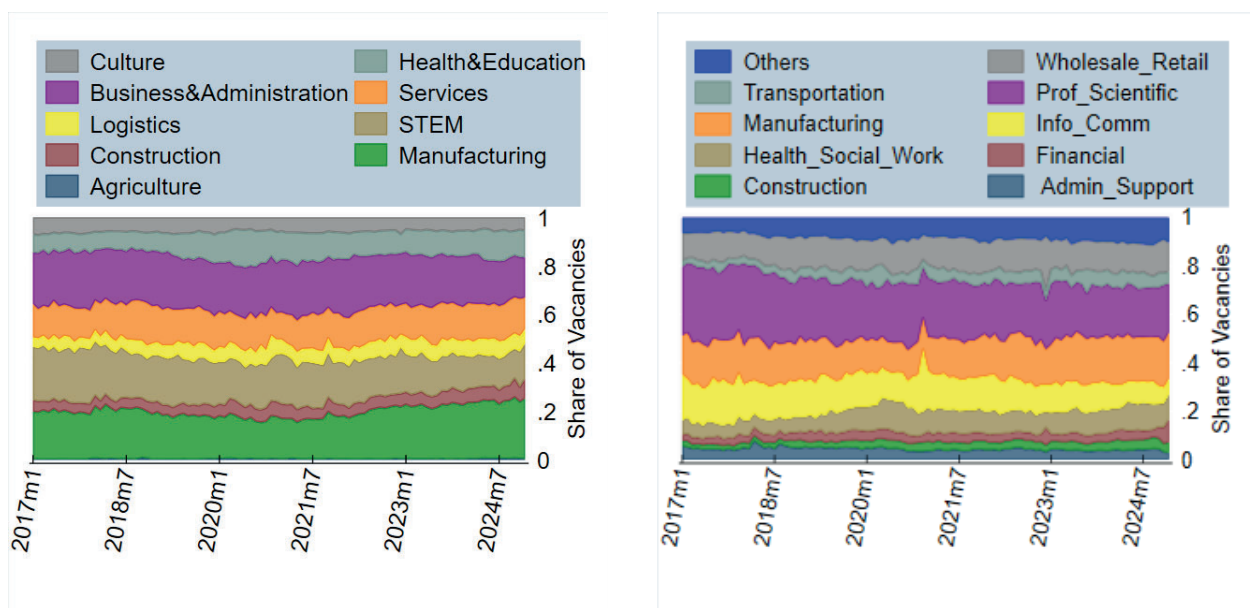 Culture
Health&Education
Business&Administration
Services
Logistics
STEM
Construction
Manufacturing
Agriculture
1
.8
.6
.4
.2
0
Share of Vacancies
2017m1
2018m7
2020m1
2021m7
2023m1
2024m7
Others
Wholesale_Retail
Transportation
Prof_Scientific
Manufacturing
Info_Comm
Health_Social_Work
Financial
Construction
Admin_Support
1
.8
.6
.4
.2
0
Share of Vacancies
2017m1
2018m7
2020m1
2021m7
2023m1
2024m7